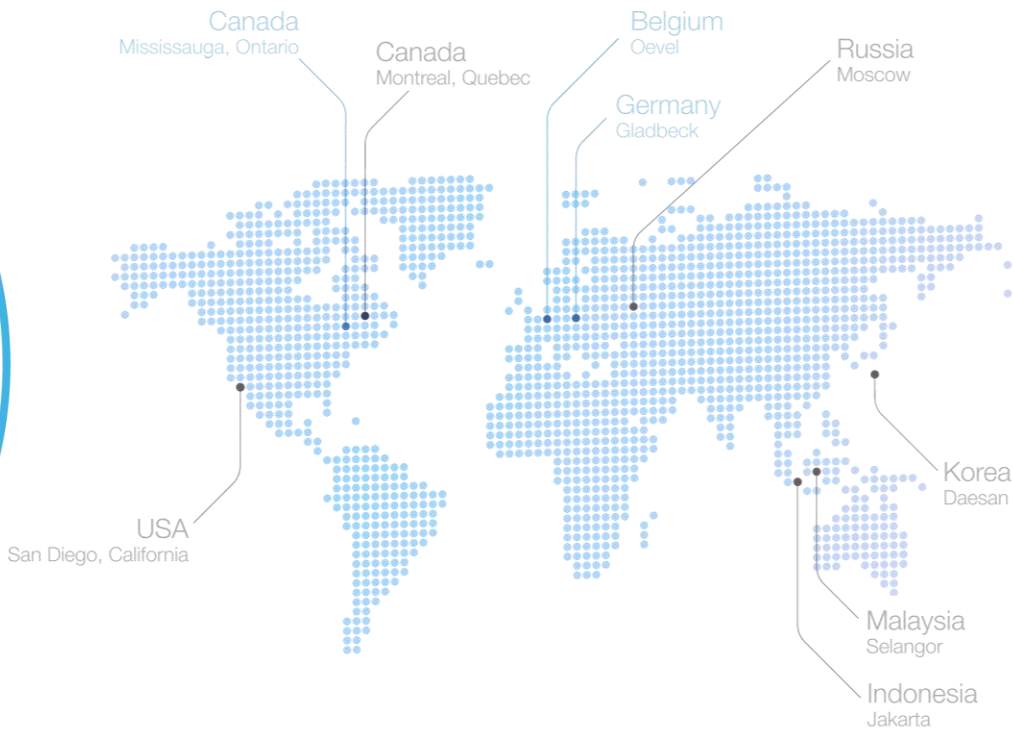 Canada
Mississauga, Ontario
Canada
Montreal, Quebec
Belgium
Oevel
Germany
Gladbeck
Russia
Moscow
USA
San Diego, California
Korea
Daesan
Malaysia
Selangor
Indonesia
Jakarta